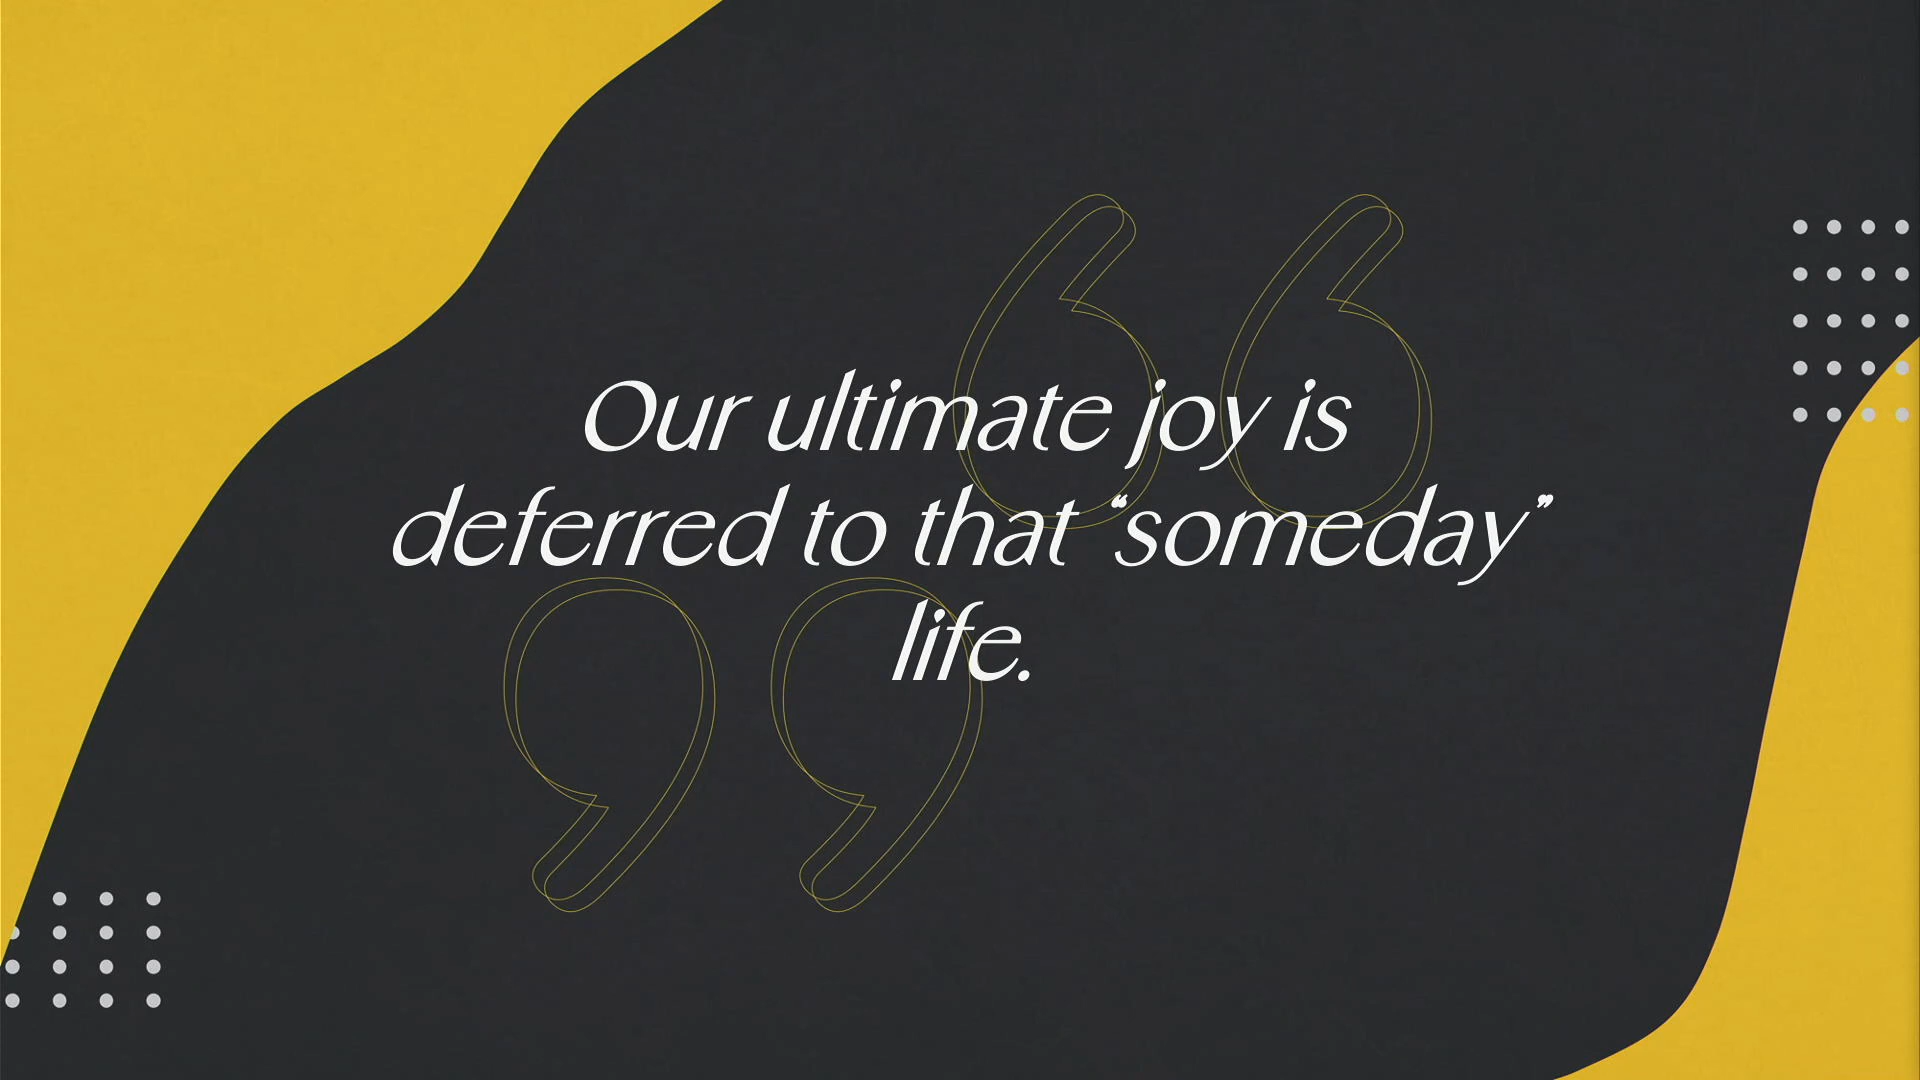 Our ultimate joy is
deferred to that “someday”
life.